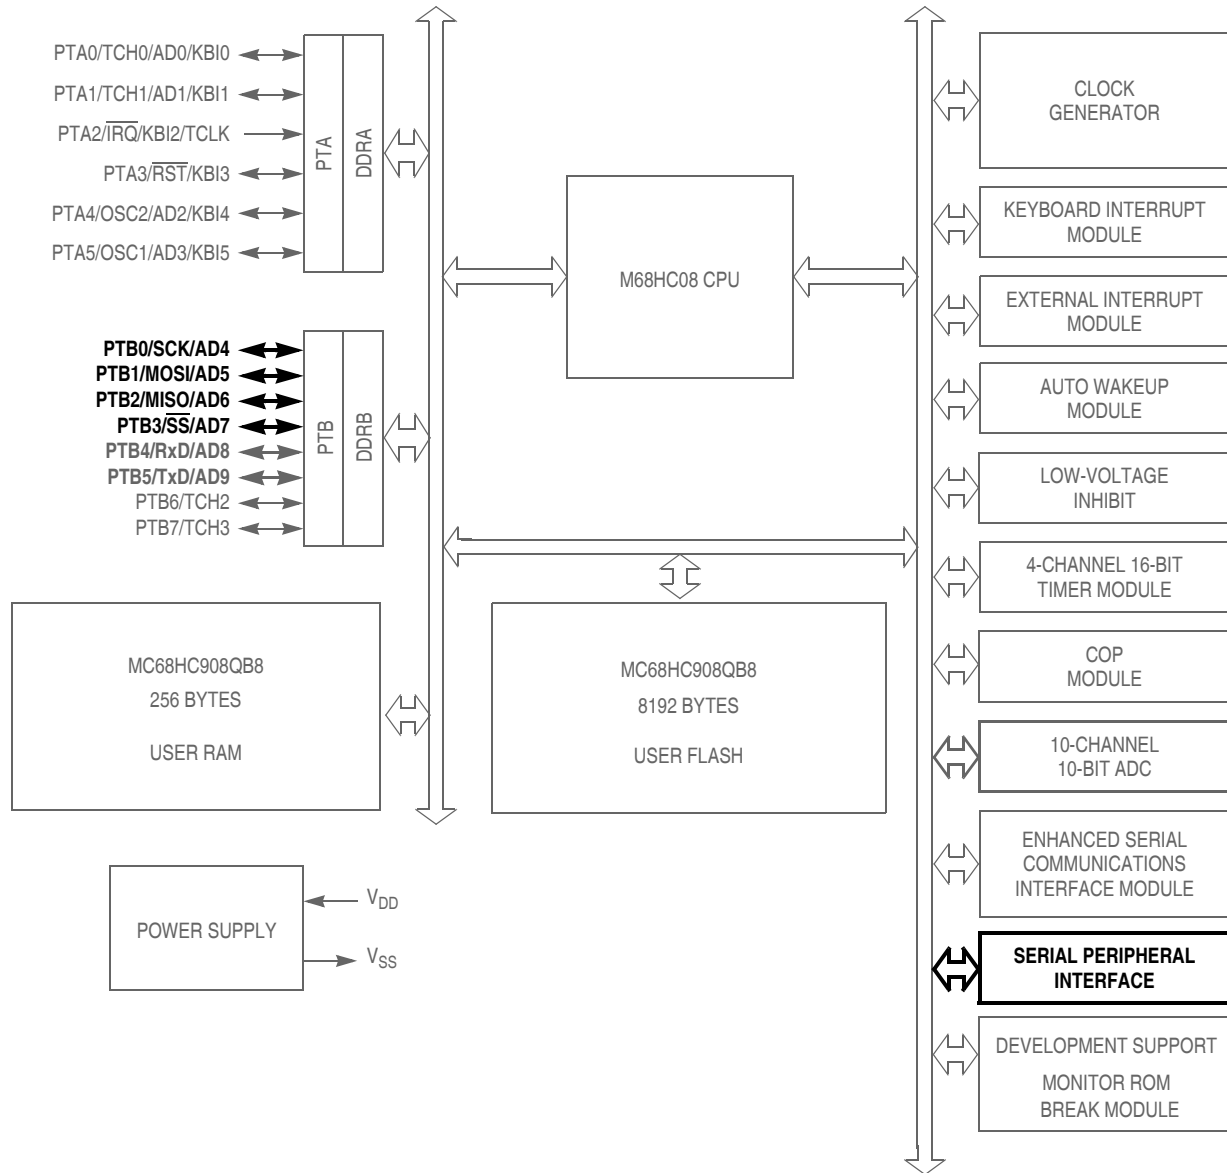 PTA0/TCH0/AD0/KBI0
PTA1/TCH1/AD1/KBI1
PTA2/IRQ/KBI2/TCLK
PTA3/RST/KBI3
PTA4/OSC2/AD2/KBI4
PTA5/OSC1/AD3/KBI5
PTA
DDRA
PTB0/SCK/AD4
PTB1/MOSI/AD5
PTB2/MISO/AD6
PTB3/SS/AD7
PTB4/RxD/AD8
PTB5/TxD/AD9
PTB6/TCH2
PTB7/TCH3
PTB
DDRB
M68HC08 CPU
MC68HC908QB8
256 BYTES
USER RAM
MC68HC908QB8
8192 BYTES
USER FLASH
POWER SUPPLY
VDD
VSS
CLOCK
GENERATOR
KEYBOARD INTERRUPT
MODULE
EXTERNAL INTERRUPT
MODULE
AUTO WAKEUP
MODULE
LOW-VOLTAGE
INHIBIT
4-CHANNEL 16-BIT
TIMER MODULE
COP
MODULE
10-CHANNEL
10-BIT ADC
ENHANCED SERIAL
COMMUNICATIONS
INTERFACE MODULE
SERIAL PERIPHERAL
INTERFACE
DEVELOPMENT SUPPORT
MONITOR ROM
BREAK MODULE